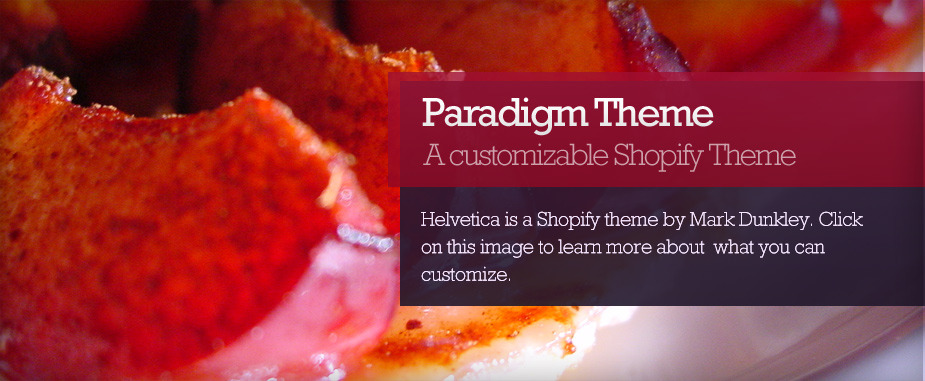 Paradigm Theme
A customizable Shopify Theme
Helvetica is a Shopify theme by Mark Dunkley. Click
on this image to learn more about  what you can
customize.